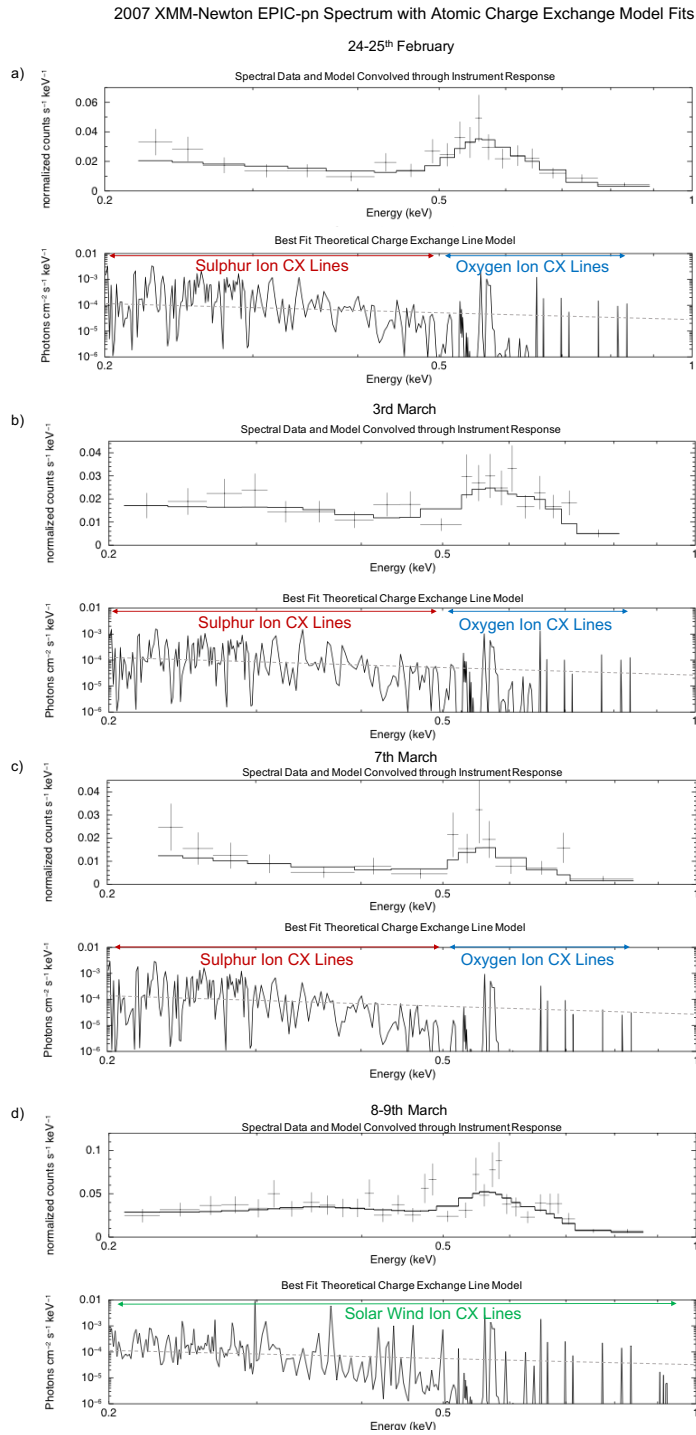 2007 XMM-Newton EPIC-pn Spectrum with Atomic Charge Exchange Model Fits
24-25th February
a)
Spectral Data and Model Convolved through Instrument Response
normalized counts s⁻¹ keV⁻¹
0.06
0.04
0.02
0
0.2
0.5
1
Energy (keV)
Best Fit Theoretical Charge Exchange Line Model
Sulphur Ion CX Lines
Oxygen Ion CX Lines
Photons cm⁻² s⁻¹ keV⁻¹
0.01
10⁻³
10⁻⁴
10⁻⁵
10⁻⁶
0.2
0.5
1
Energy (keV)
3rd March
b)
Spectral Data and Model Convolved through Instrument Response
normalized counts s⁻¹ keV⁻¹
0.04
0.03
0.02
0.01
0
0.2
0.5
1
Energy (keV)
Best Fit Theoretical Charge Exchange Line Model
Sulphur Ion CX Lines
Oxygen Ion CX Lines
Photons cm⁻² s⁻¹ keV⁻¹
0.01
10⁻³
10⁻⁴
10⁻⁵
10⁻⁶
0.2
0.5
1
Energy (keV)
7th March
c)
Spectral Data and Model Convolved through Instrument Response
normalized counts s⁻¹ keV⁻¹
0.04
0.03
0.02
0.01
0
0.2
0.5
1
Energy (keV)
Best Fit Theoretical Charge Exchange Line Model
Sulphur Ion CX Lines
Oxygen Ion CX Lines
Photons cm⁻² s⁻¹ keV⁻¹
0.01
10⁻³
10⁻⁴
10⁻⁵
10⁻⁶
0.2
0.5
1
Energy (keV)
8-9th March
d)
Spectral Data and Model Convolved through Instrument Response
normalized counts s⁻¹ keV⁻¹
0.1
0.05
0
0.2
0.5
1
Energy (keV)
Best Fit Theoretical Charge Exchange Line Model
Solar Wind Ion CX Lines
Photons cm⁻² s⁻¹ keV⁻¹
0.01
10⁻³
10⁻⁴
10⁻⁵
10⁻⁶
0.2
0.5
1
Energy (keV)